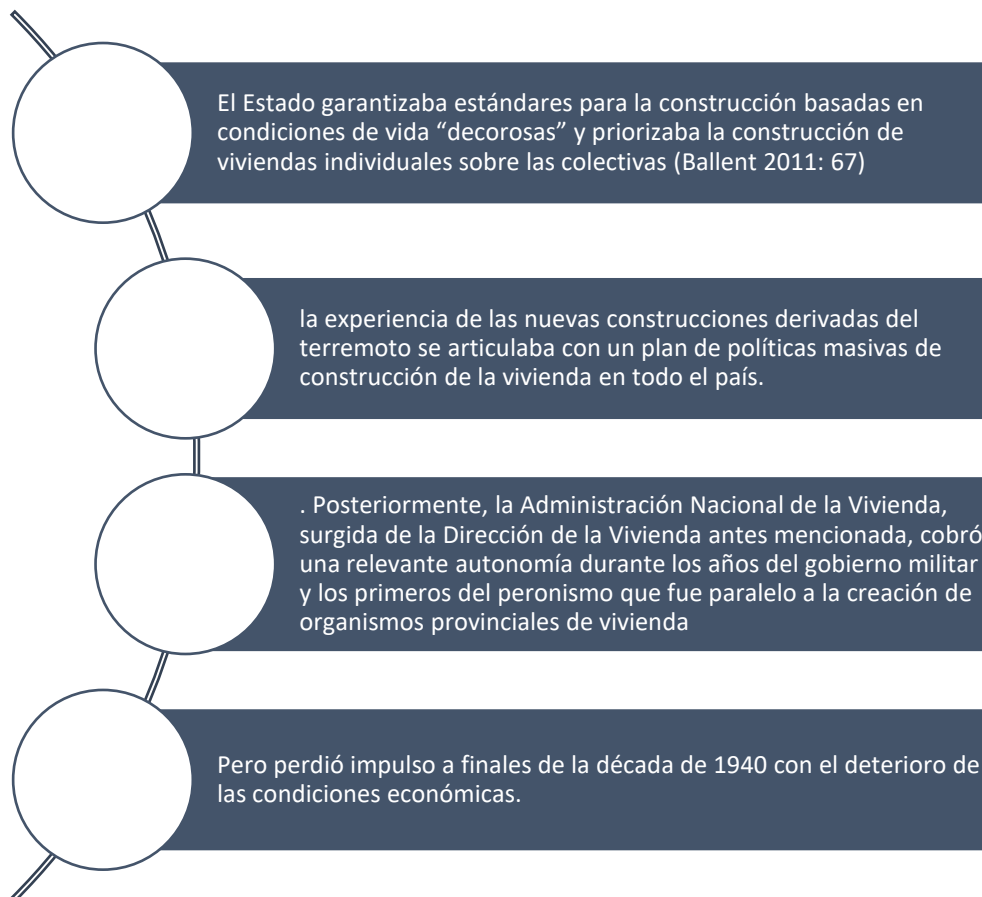 El Estado garantizaba estándares para la construcción basadas en
condiciones de vida “decorosas” y priorizaba la construcción de
viviendas individuales sobre las colectivas (Ballent 2011: 67)
la experiencia de las nuevas construcciones derivadas del
terremoto se articulaba con un plan de políticas masivas de
construcción de la vivienda en todo el país.
. Posteriormente, la Administración Nacional de la Vivienda,
surgida de la Dirección de la Vivienda antes mencionada, cobró
una relevante autonomía durante los años del gobierno militar
y los primeros del peronismo que fue paralelo a la creación de
organismos provinciales de vivienda
Pero perdió impulso a finales de la década de 1940 con el deterioro de
las condiciones económicas.